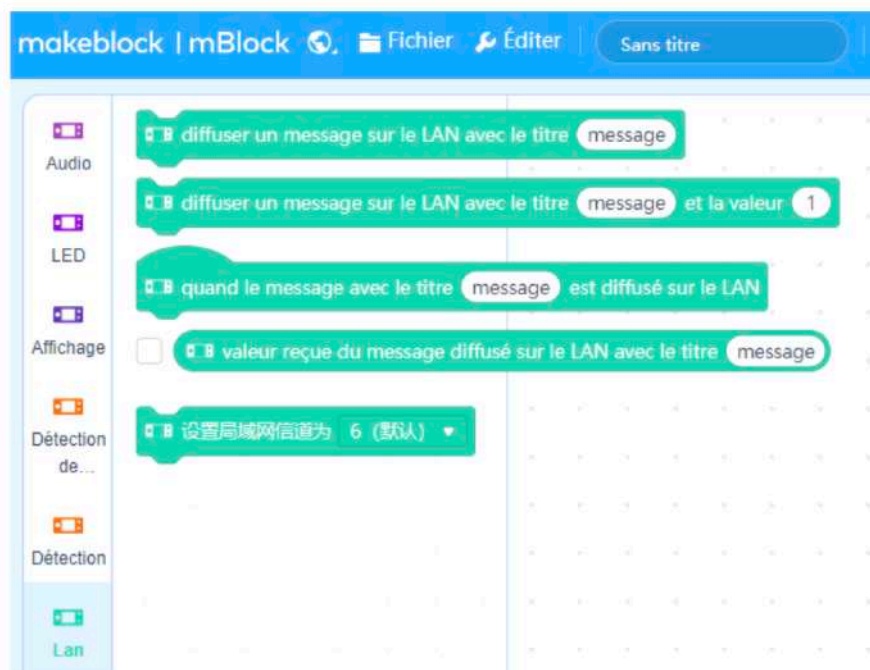 makeblock | mBlock Fichier Éditer Sans titre
Audio
LED
Affichage
Détection
de...
Détection
Lan
diffuser un message sur le LAN avec le titre message
diffuser un message sur le LAN avec le titre message et la valeur 1
quand le message avec le titre message est diffusé sur le LAN
valeur reçue du message diffusé sur le LAN avec le titre message
设置局域网信道为 6 (默认)